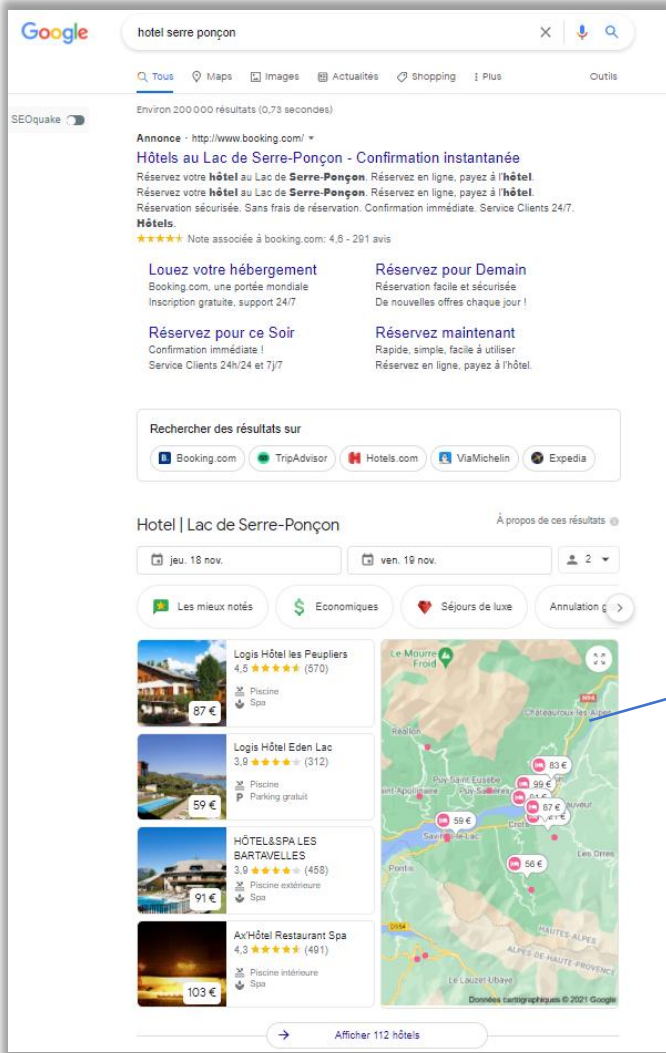 Google
hotel serre ponçon
Tous Maps Images Actualités Shopping Plus Outils
SEOquake
Environ 200 000 résultats (0,73 secondes)
Annonce · http://www.booking.com/
Hôtels au Lac de Serre-Ponçon - Confirmation instantanée
Réservez votre hôtel au Lac de Serre-Ponçon. Réservez en ligne, payez à l'hôtel.
Réservez votre hôtel au Lac de Serre-Ponçon. Réservez en ligne, payez à l'hôtel.
Réservation sécurisée. Sans frais de réservation. Confirmation immédiate. Service Clients 24/7.
Hôtels.
Note associée à booking.com: 4,6 - 291 avis
Louez votre hébergement
Booking.com, une portée mondiale
Inscription gratuite, support 24/7
Réservez pour Demain
Réservation facile et sécurisée
De nouvelles offres chaque jour !
Réservez pour ce Soir
Confirmation immédiate !
Service Clients 24h/24 et 7j/7
Réservez maintenant
Rapide, simple, facile à utiliser
Réservez en ligne, payez à l'hôtel.
Rechercher des résultats sur
B. Booking.com TripAdvisor Hotels.com ViaMichelin Expedia
Hotel | Lac de Serre-Ponçon
À propos de ces résultats
jeu. 18 nov. ven. 19 nov. 2
Les mieux notés Economiques Séjours de luxe Annulation
Logis Hôtel les Peupliers
4,5 (570)
Piscine
Spa
87 €
Logis Hôtel Eden Lac
3,9 (312)
Piscine
P Parking gratuit
59 €
HÔTEL&SPA LES
BARTAVELLES
3,9 (458)
Piscine extérieure
Spa
91 €
Ax'Hôtel Restaurant Spa
4,3 (491)
Piscine intérieure
Spa
103 €
Le Mourre
Froid
N94
Châteauroux-les-Alpes
Réallon
83 €
Puy-Saint-Eusèbe
99 €
Puy-Sanières
87 €
59 €
Crots
Les Orres
56 €
Pontis
D954
HAUTES-ALPES
ALPES-DE-HAUTE-PROVENCE
Le Lauzet-Ubaye
Données cartographiques © 2021 Google
Afficher 112 hôtels